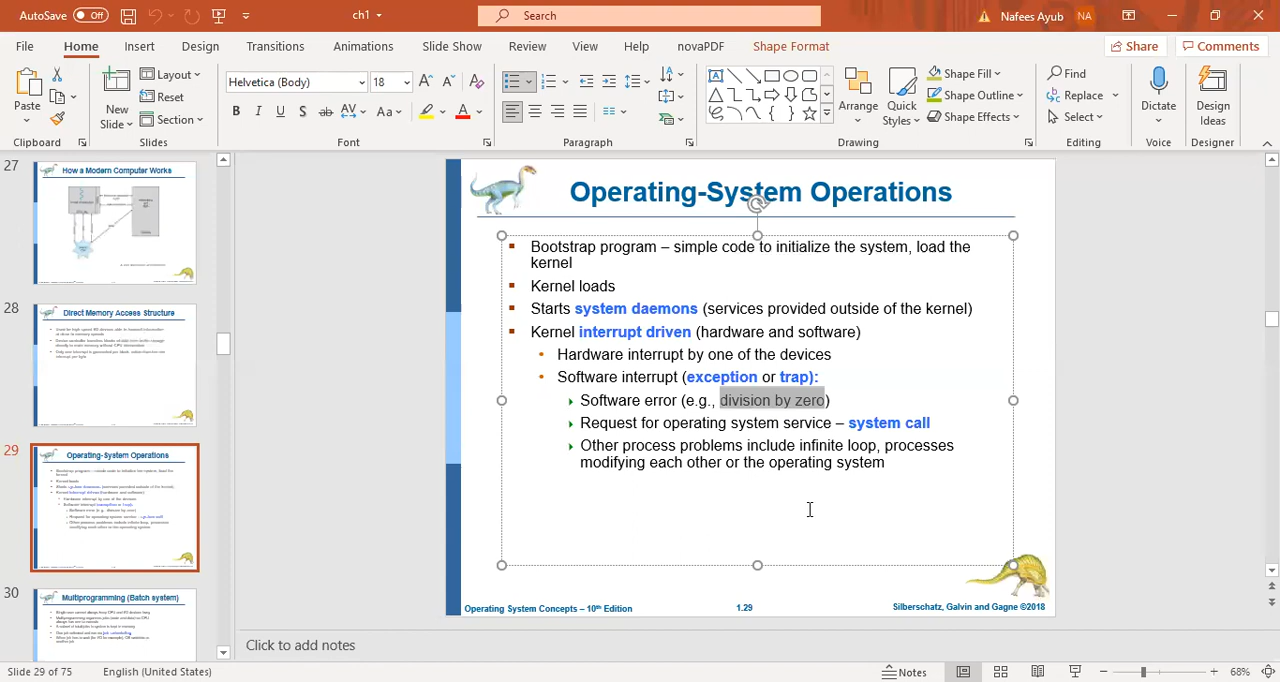 AutoSave Off ch1 Search Nafees Ayub NA
File Home Insert Design Transitions Animations Slide Show Review View Help novaPDF Shape Format Share Comments
Paste
New
Slide
Layout
Reset
Section
Helvetica (Body) 18
B I U S ab AV Aa A
Arrange
Quick
Styles
Shape Fill
Shape Outline
Shape Effects
Find
Replace
Select
Dictate
Design
Ideas
Clipboard Slides Font Paragraph Drawing Editing Voice Designer
27
How a Modern Computer Works
28
Direct Memory Access Structure
29
Operating-System Operations
30
Multiprogramming (Batch system)
Operating-System Operations
Bootstrap program – simple code to initialize the system, load the
kernel
Kernel loads
Starts system daemons (services provided outside of the kernel)
Kernel interrupt driven (hardware and software)
Hardware interrupt by one of the devices
Software interrupt (exception or trap):
Software error (e.g., division by zero)
Request for operating system service – system call
Other process problems include infinite loop, processes
modifying each other or the operating system
Operating System Concepts – 10th Edition 1.29 Silberschatz, Galvin and Gagne ©2018
Click to add notes
Slide 29 of 75 English (United States) Notes 68%